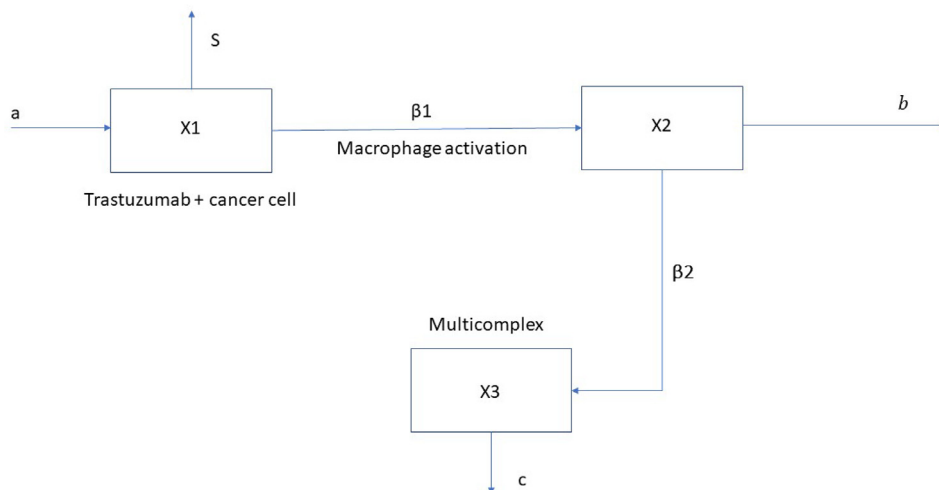 S
a
β1
b
X1
X2
Macrophage activation
Trastuzumab + cancer cell
β2
Multicomplex
X3
c